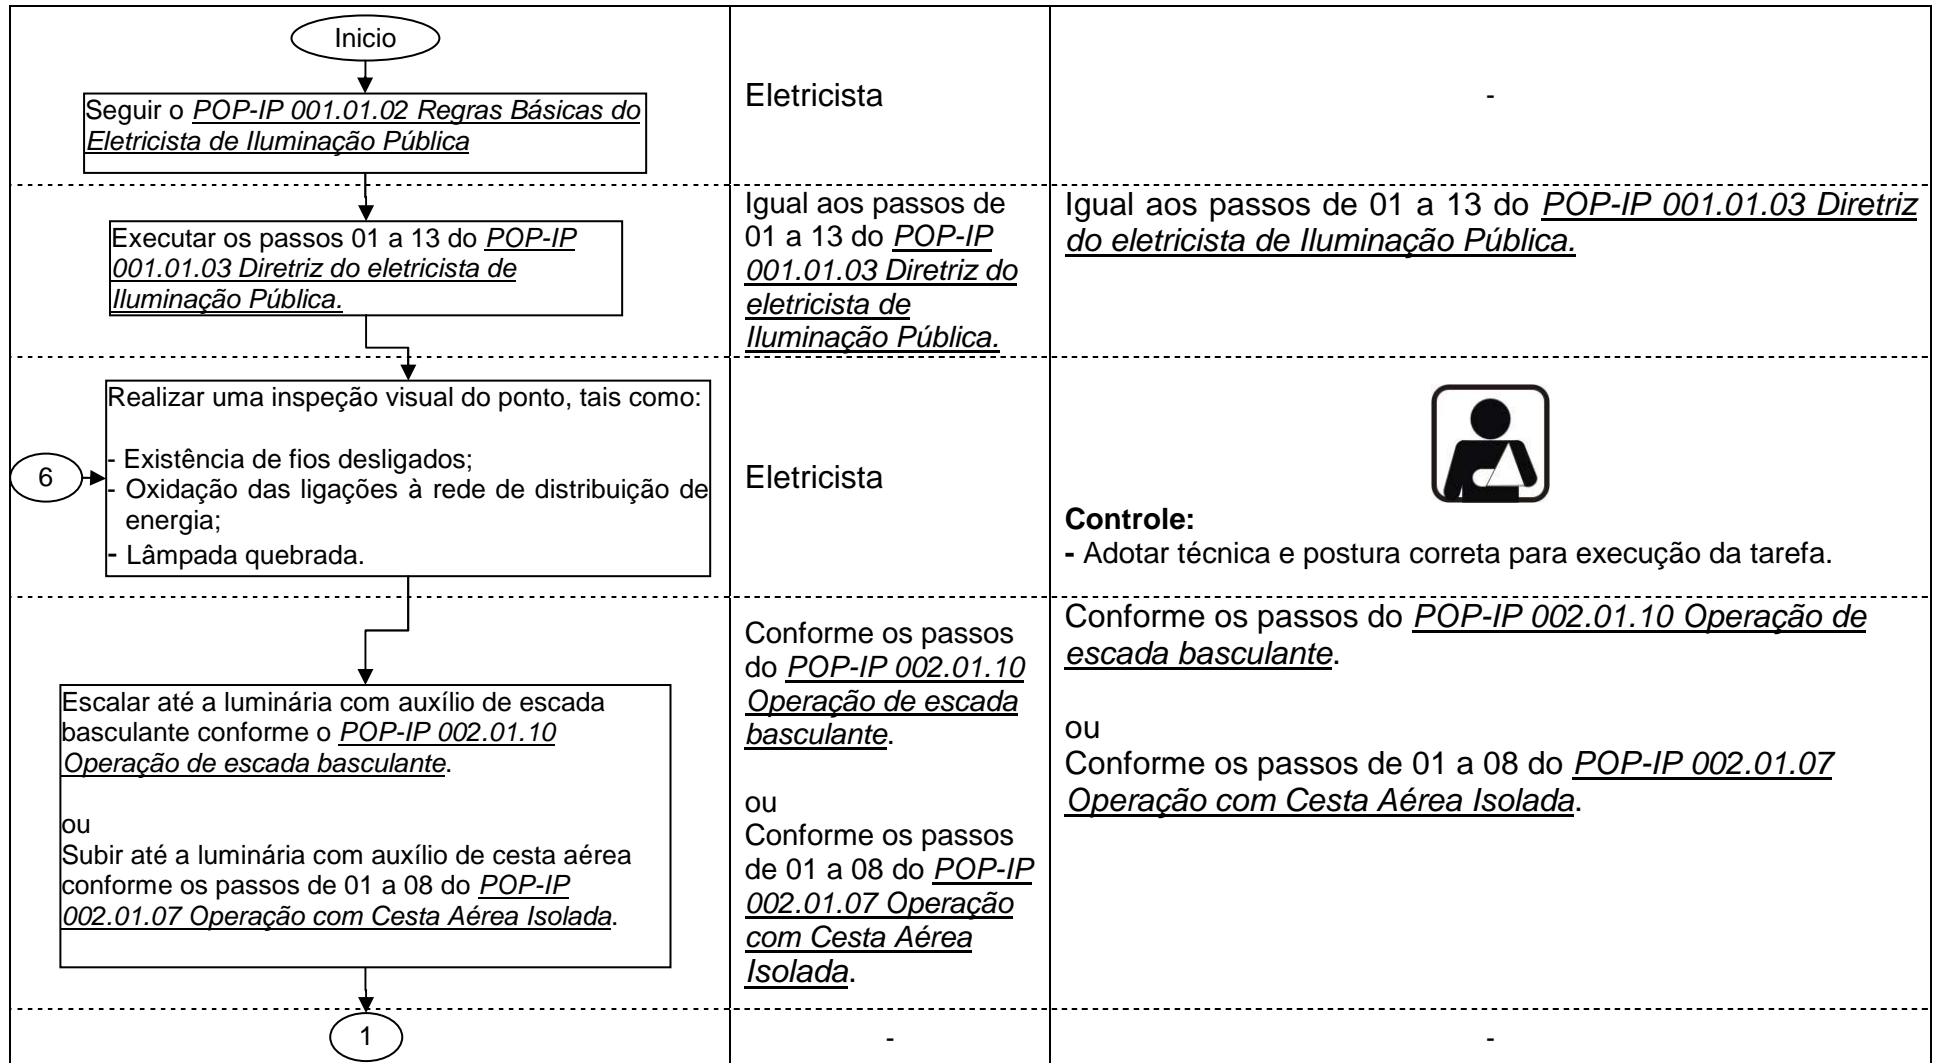 Inicio
Seguir o POP-IP 001.01.02 Regras Básicas do
Eletricista de Iluminação Pública
Eletricista
-
Executar os passos 01 a 13 do POP-IP
001.01.03 Diretriz do eletricista de
Iluminação Pública.
Igual aos passos de
01 a 13 do POP-IP
001.01.03 Diretriz do
eletricista de
Iluminação Pública.
Igual aos passos de 01 a 13 do POP-IP 001.01.03 Diretriz
do eletricista de Iluminação Pública.
6
Realizar uma inspeção visual do ponto, tais como:
- Existência de fios desligados;
- Oxidação das ligações à rede de distribuição de
energia;
- Lâmpada quebrada.
Eletricista
Controle:
- Adotar técnica e postura correta para execução da tarefa.
Escalar até a luminária com auxílio de escada
basculante conforme o POP-IP 002.01.10
Operação de escada basculante.
ou
Subir até a luminária com auxílio de cesta aérea
conforme os passos de 01 a 08 do POP-IP
002.01.07 Operação com Cesta Aérea Isolada.
Conforme os passos
do POP-IP 002.01.10
Operação de escada
basculante.
ou
Conforme os passos
de 01 a 08 do POP-IP
002.01.07 Operação
com Cesta Aérea
Isolada.
Conforme os passos do POP-IP 002.01.10 Operação de
escada basculante.
ou
Conforme os passos de 01 a 08 do POP-IP 002.01.07
Operação com Cesta Aérea Isolada.
1
-
-